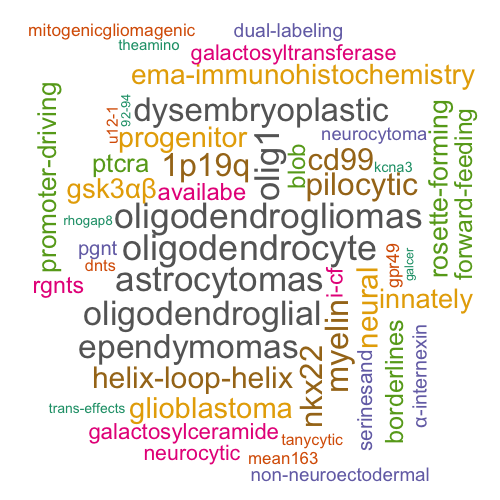 mitogenicgliomagenic
dual-labeling
theamino
galactosyltransferase
ema-immunohistochemistry
promoter-driving
u12-1
92-94
dysembryoplastic
progenitor
olig1
neurocytoma
rosette-forming
forward-feeding
ptcra
1p19q
blob
cd99
kcna3
gsk3αβ
availabe
pilocytic
rhogap8
oligodendrogliomas
pgnt
oligodendrocyte
dnts
gpr49
galcer
rgnts
astrocytomas
i-cf
neural
innately
oligodendroglial
myelin
ependymomas
nkx22
serinesand
borderlines
α-internexin
helix-loop-helix
trans-effects
glioblastoma
galactosylceramide
tanycytic
neurocytic
mean163
non-neuroectodermal